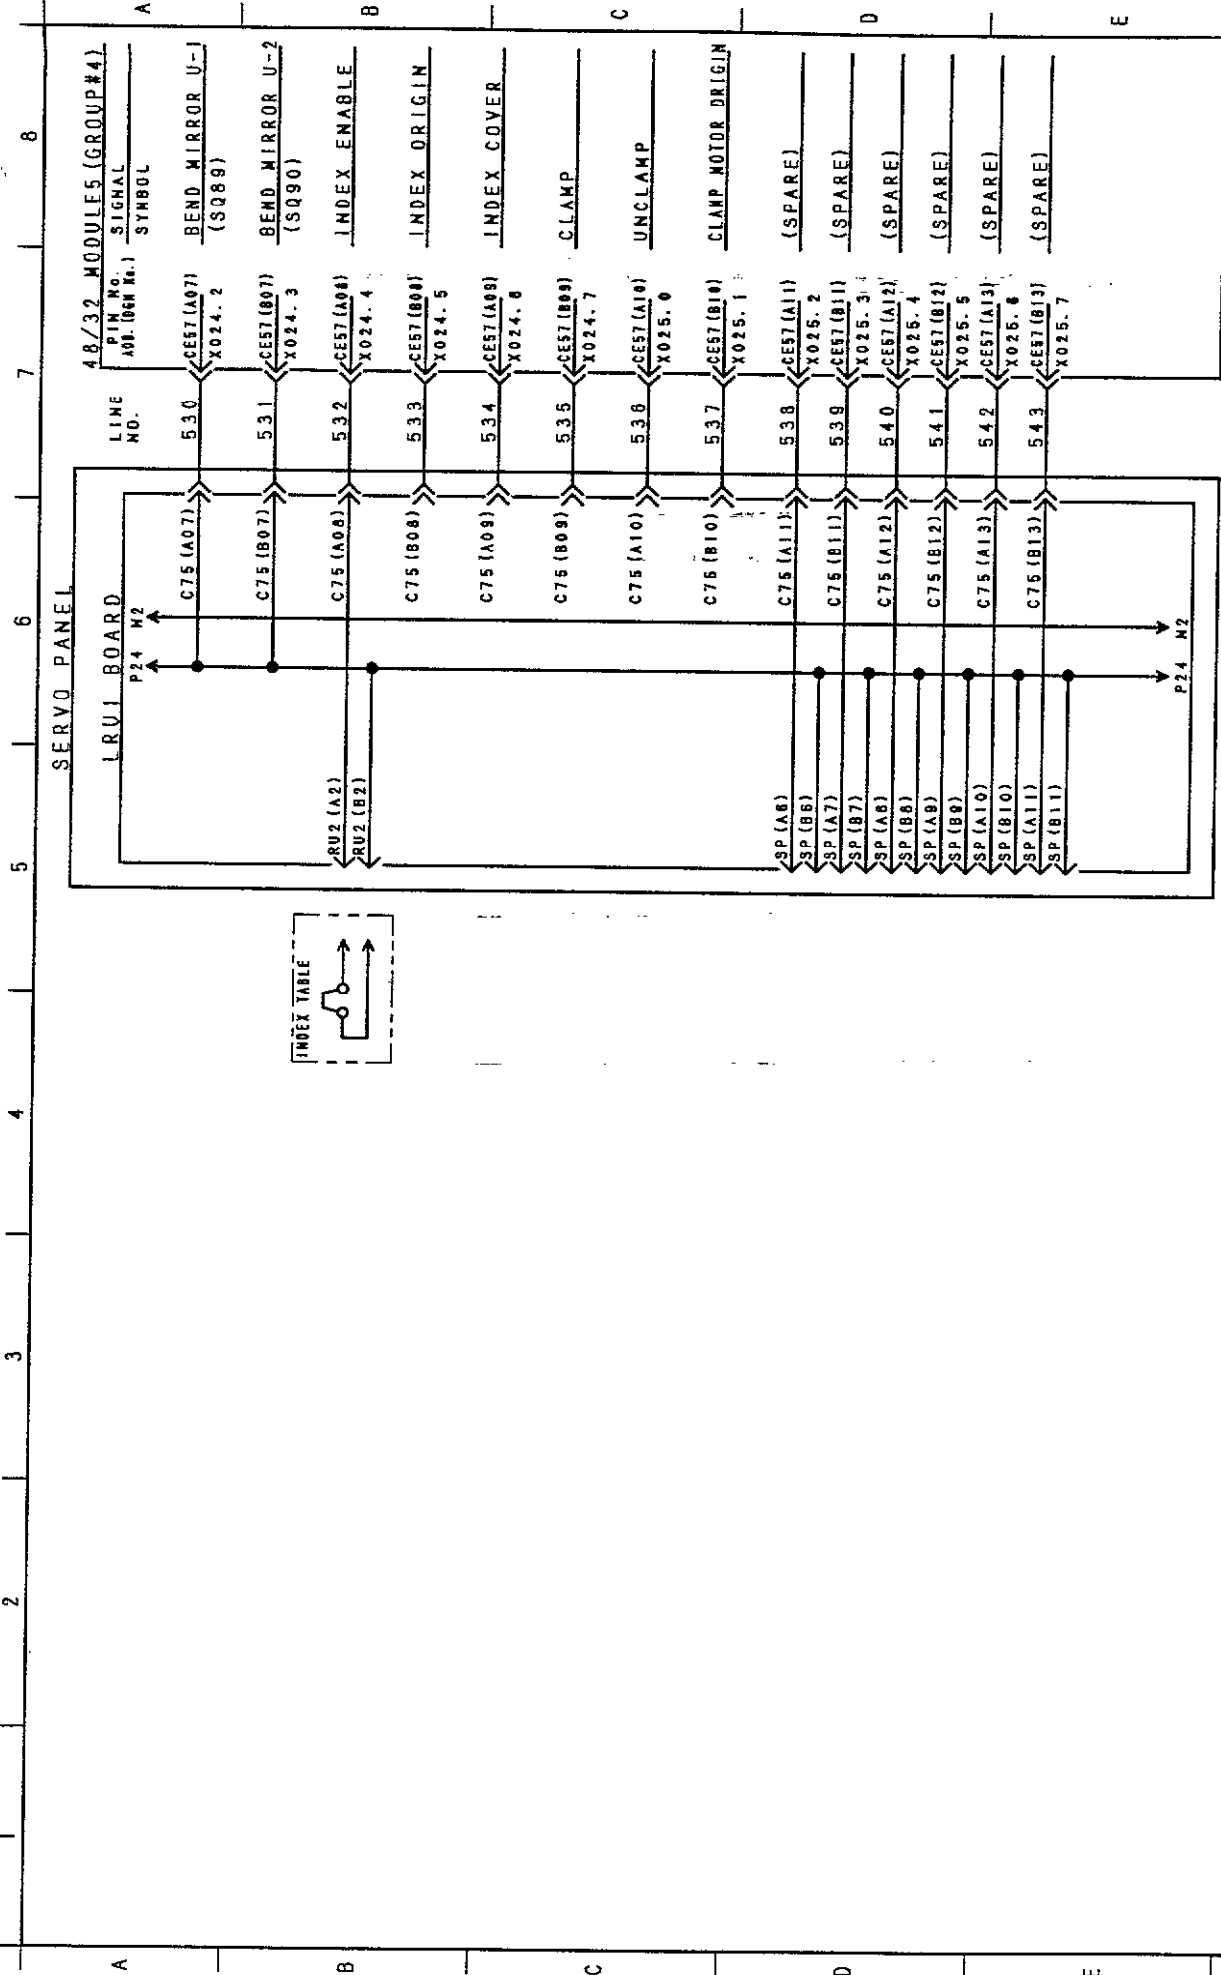 1
2
3
4
5
6
7
8
A
B
C
D
E
A
B
C
D
E
SERVO PANEL
LRU1 BOARD
P24
M2
LINE
NO.
48/32 MODULE5(GROUP#4)
PIN No.
SIGNAL
SYMBOL
C75(A07)
530
CE57(A07)
X024.2
BEND MIRROR U-1
(SQ89)
C75(B07)
531
CE57(B07)
X024.3
BEND MIRROR U-2
(SQ90)
INDEX TABLE
RU2(A2)
RU2(B2)
C75(A08)
532
CE57(A08)
X024.4
INDEX ENABLE
C75(B08)
533
CE57(B08)
X024.5
INDEX ORIGIN
C75(A09)
534
CE57(A09)
X024.6
INDEX COVER
C75(B09)
535
CE57(B09)
X024.7
CLAMP
C75(A10)
536
CE57(A10)
X025.0
UNCLAMP
C75(B10)
537
CE57(B10)
X025.1
CLAMP MOTOR ORIGIN
SP(A6)
C75(A11)
538
CE57(A11)
X025.2
(SPARE)
SP(B6)
SP(A7)
C75(B11)
539
CE57(B11)
X025.3
(SPARE)
SP(B7)
SP(A8)
C75(A12)
540
CE57(A12)
X025.4
(SPARE)
SP(B8)
SP(A9)
C75(B12)
541
CE57(B12)
X025.5
(SPARE)
SP(B9)
SP(A10)
C75(A13)
542
CE57(A13)
X025.6
(SPARE)
SP(B10)
SP(A11)
C75(B13)
543
CE57(B13)
X025.7
(SPARE)
SP(B11)
P24
M2